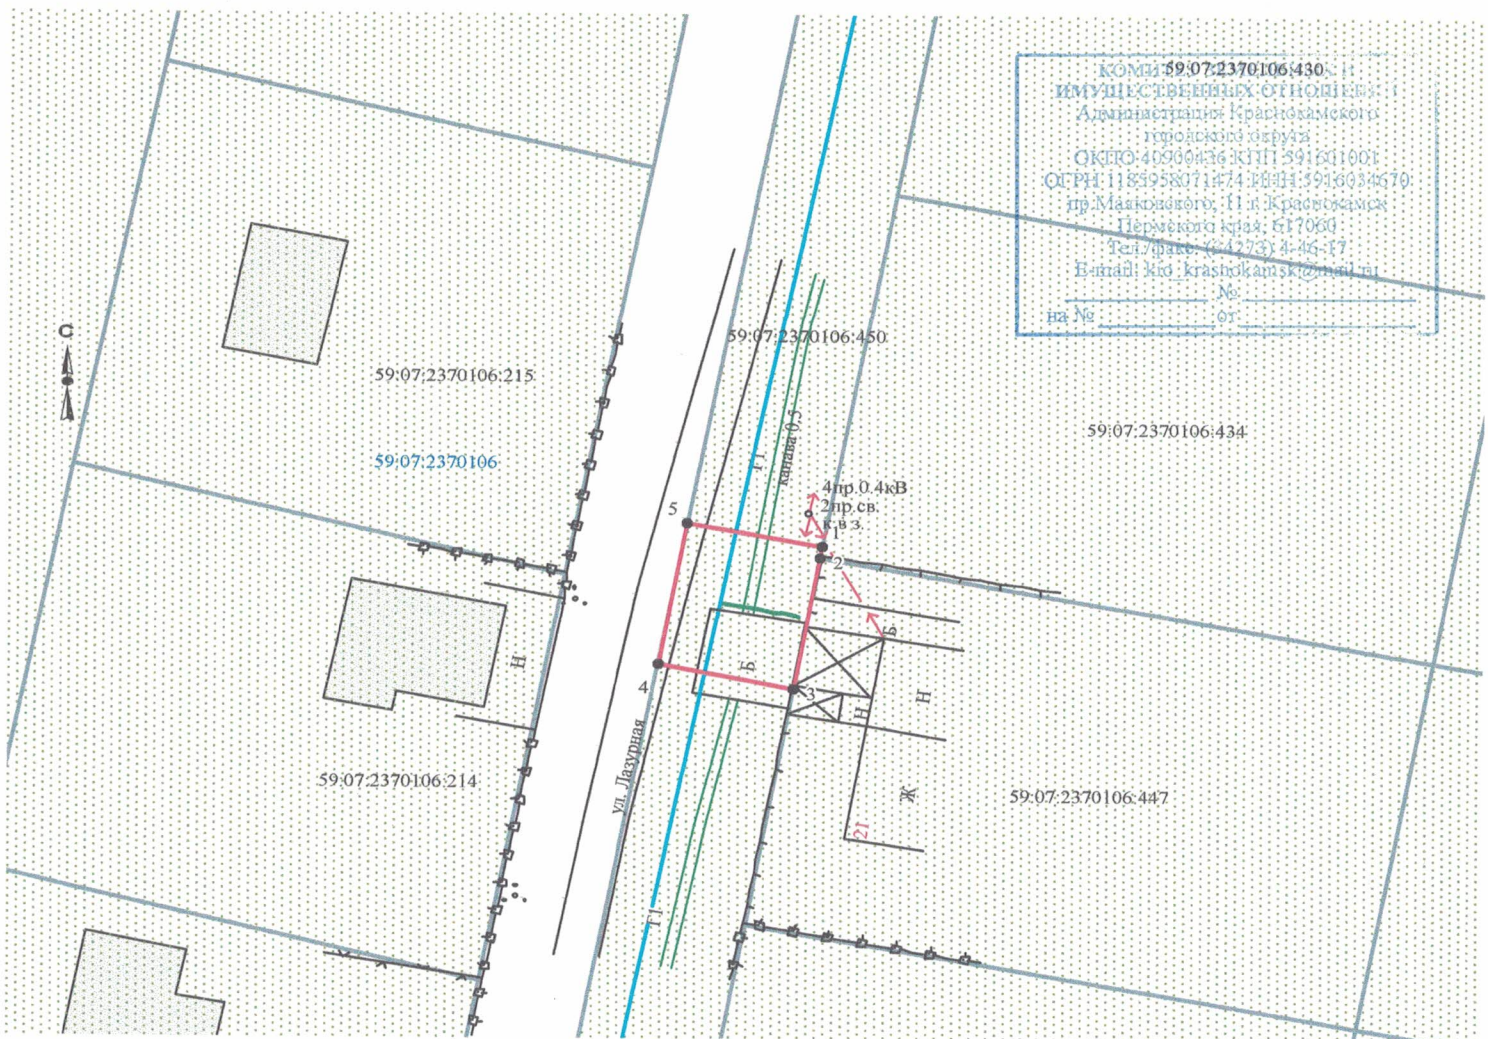 59:07:2370106:430
ИМУЩЕСТВЕННЫХ
Администрация Краснокамского
городского округа
ОКПО 40900436 КПП 591601001
ОГРН 1185958071474 ИНН 5916034670
пр.Маяковского, 11 г. Краснокамск
Пермского края, 617060
Тел./факс: 4-46-17
E-mail: kio_krasnokamsk@mail.ru
№
на № от
С
59:07:2370106:450
59:07:2370106:215
59:07:2370106:434
59:07:2370106
Г1
канава 0,5
4пр.0.4кВ
2пр.св.
к.в з.
5
1
2
Б
Н
Б
4
3
Н
Н
ул. Лазурная
59:07:2370106:214
Ж
59:07:2370106:447
21
Г1